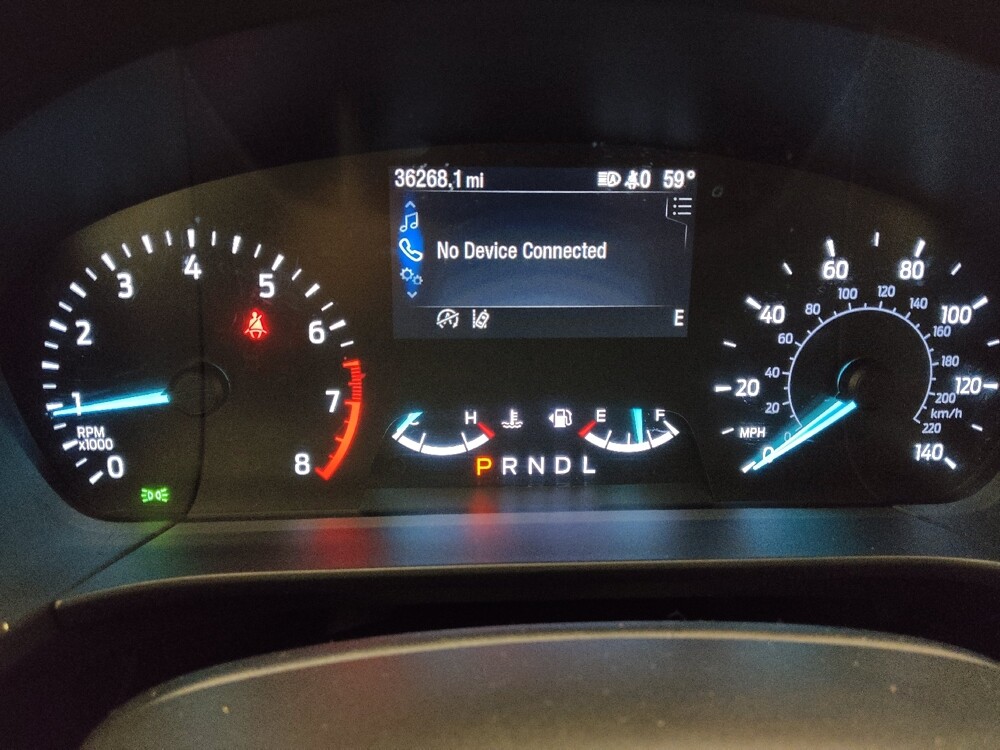 36268.1 mi A 0 59°
No Device Connected
E
0 1 2 3 4 5 6 7 8
RPM
x1000
C H
E F
P R N D L
0 20 40 60 80 100 120 140
MPH
0 20 40 60 80 100 120 140 160 180 200 220
km/h